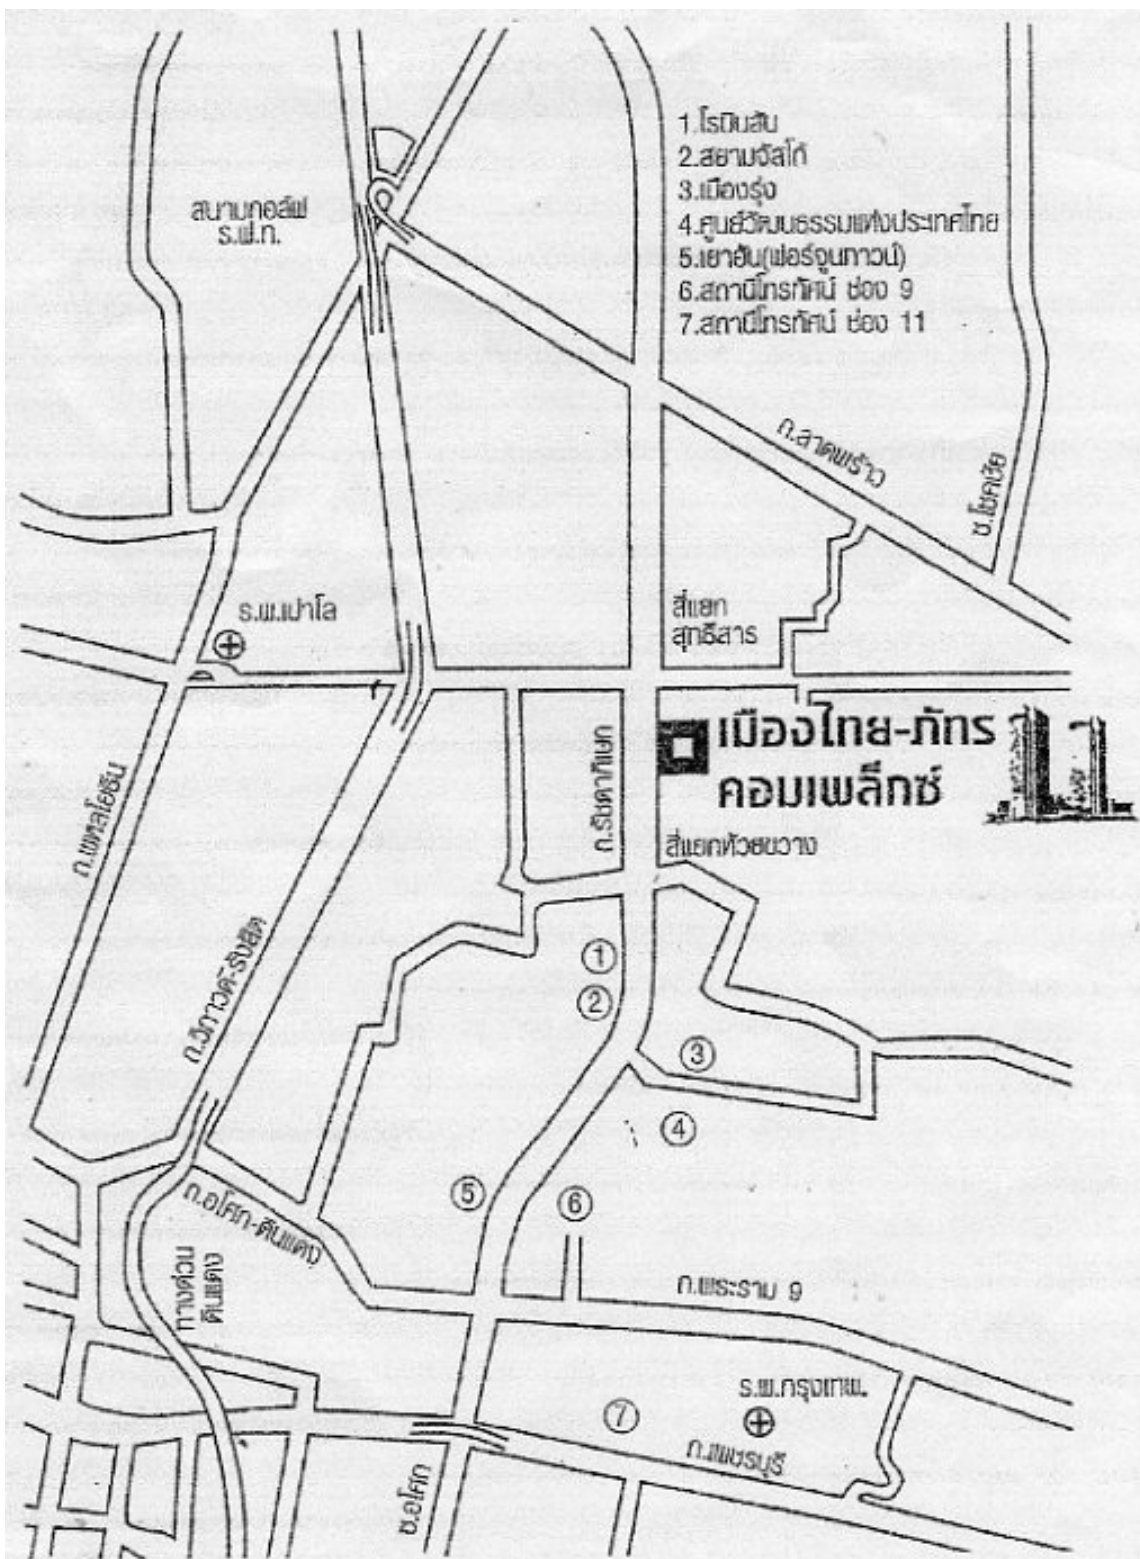 1.โรบินสัน
2.สยามจัสโก้
3.เมืองรุ้ง
4.ศูนย์วัฒนธรรมแห่งประเทศไทย
5.เยาฮัน(ฟอร์จูนทาวน์)
6.สถานีโทรทัศน์ ช่อง 9
7.สถานีโทรทัศน์ ช่อง 11
สนามกอล์ฟ
ร.ฟ.ท.
ถ.ลาดพร้าว
ซ.โชคชัย
ร.พ.เปาโล
สี่แยก
สุทธิสาร
เมืองไทย-ภัทร
คอมเพล็กซ์
ถ.รัชดาภิเษก
ถ.พหลโยธิน
สี่แยกห้วยขวาง
ถ.วิภาวดี-รังสิต
1
2
3
4
5
6
ถ.อโศก-ดินแดง
ทางด่วน
ดินแดง
ถ.พระราม 9
ร.พ.กรุงเทพ.
7
ถ.เพชรบุรี
ซ.อโศก